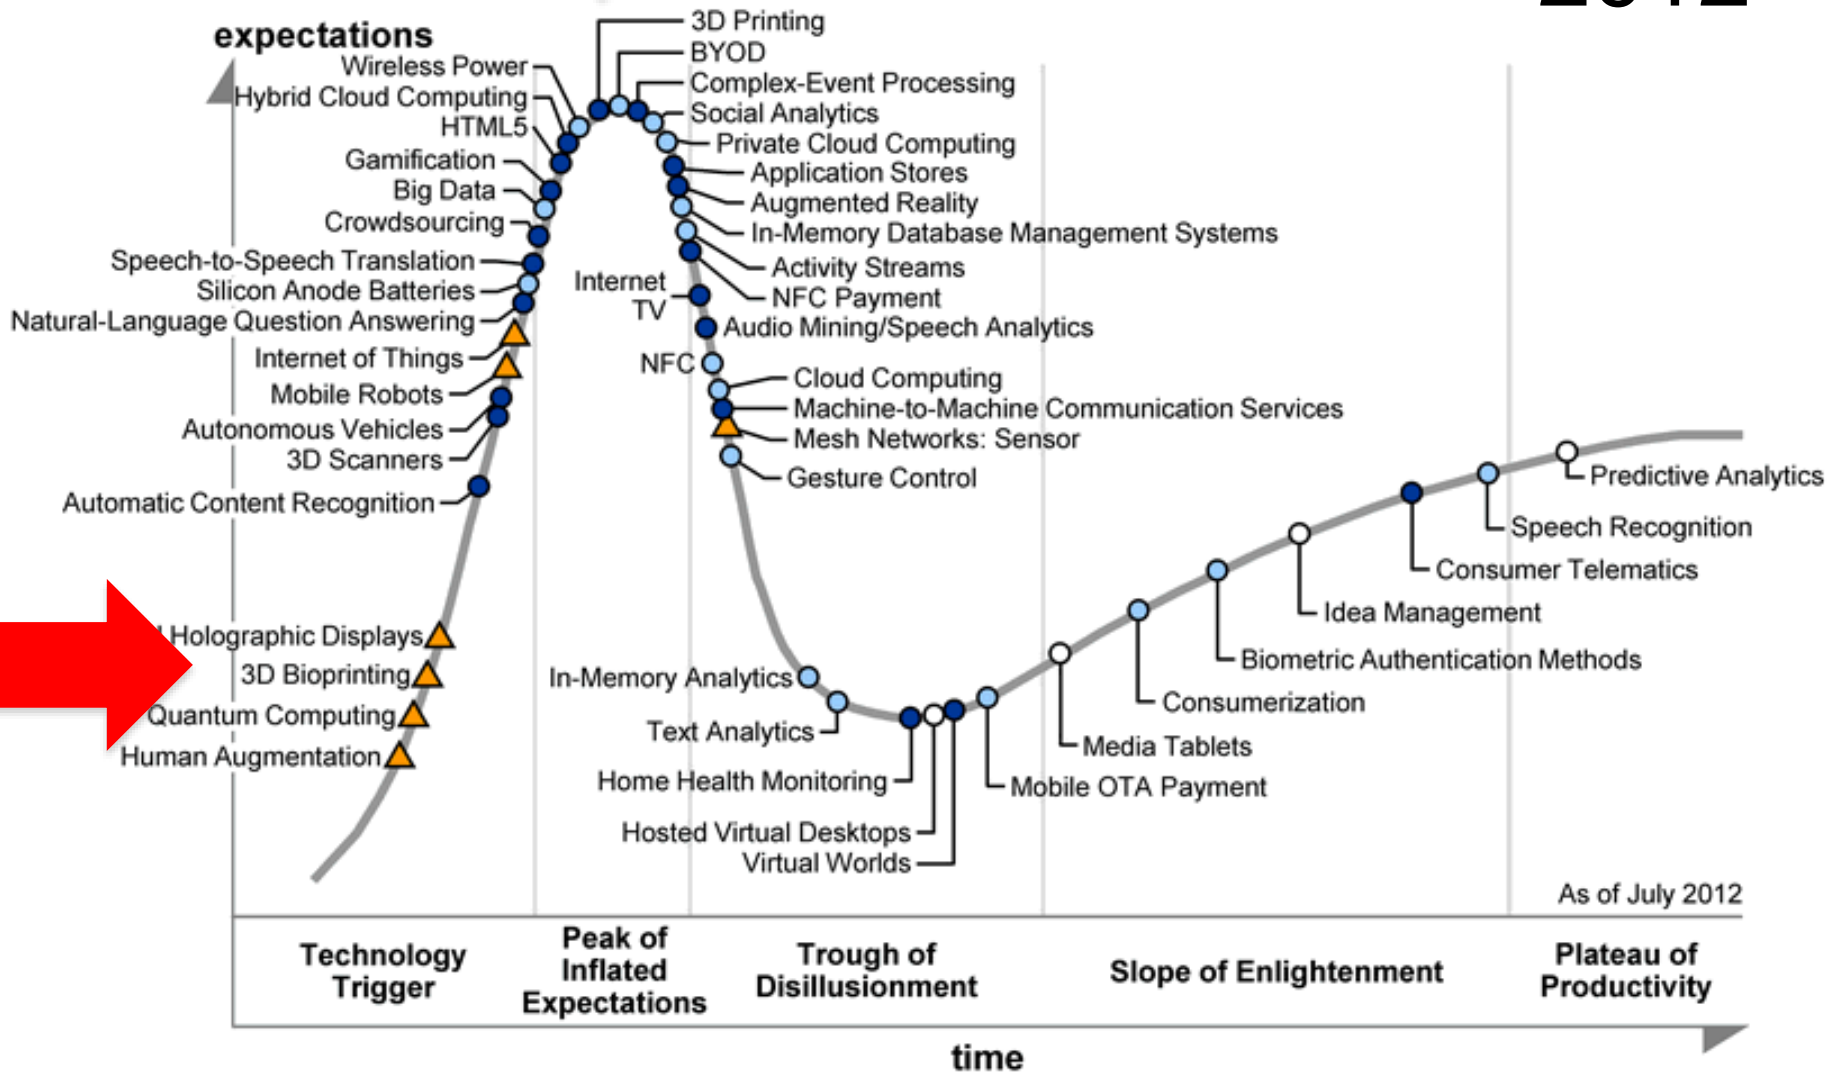 2012
expectations
3D Printing
BYOD
Wireless Power
Complex-Event Processing
Hybrid Cloud Computing
Social Analytics
HTML5
Private Cloud Computing
Gamification
Application Stores
Big Data
Augmented Reality
Crowdsourcing
In-Memory Database Management Systems
Speech-to-Speech Translation
Activity Streams
Silicon Anode Batteries
Internet
TV
NFC Payment
Natural-Language Question Answering
Audio Mining/Speech Analytics
Internet of Things
NFC
Mobile Robots
Cloud Computing
Autonomous Vehicles
Machine-to-Machine Communication Services
3D Scanners
Mesh Networks: Sensor
Automatic Content Recognition
Gesture Control
Predictive Analytics
Speech Recognition
Consumer Telematics
Idea Management
Holographic Displays
Biometric Authentication Methods
3D Bioprinting
In-Memory Analytics
Consumerization
Quantum Computing
Text Analytics
Media Tablets
Human Augmentation
Home Health Monitoring
Mobile OTA Payment
Hosted Virtual Desktops
Virtual Worlds
As of July 2012
Technology
Trigger
Peak of
Inflated
Expectations
Trough of
Disillusionment
Slope of Enlightenment
Plateau of
Productivity
time